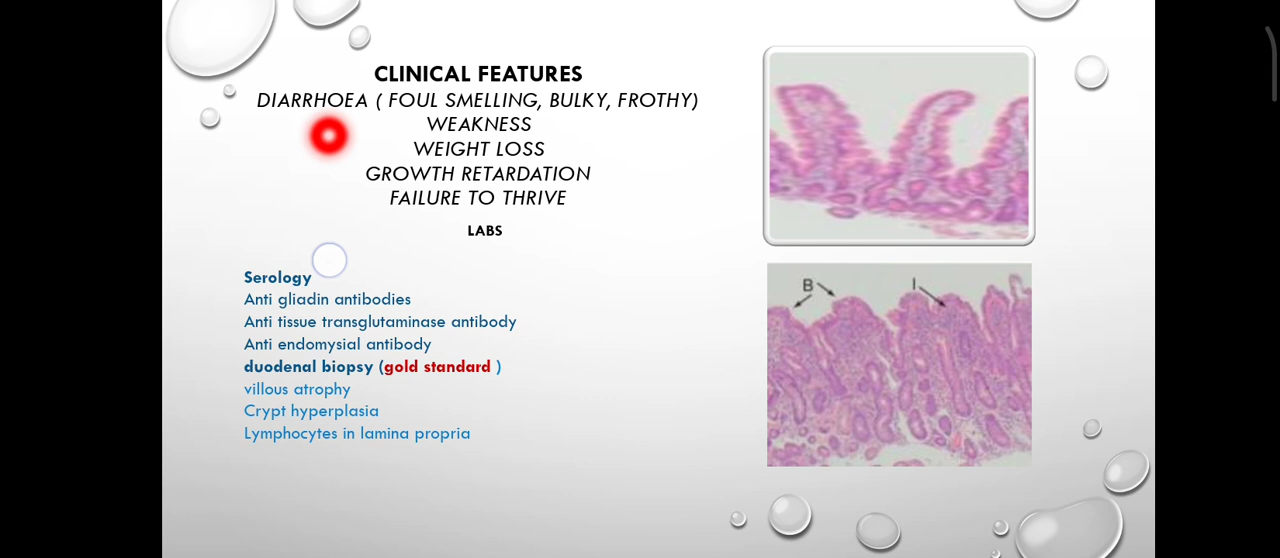 CLINICAL FEATURES
DIARRHOEA ( FOUL SMELLING, BULKY, FROTHY)
WEAKNESS
WEIGHT LOSS
GROWTH RETARDATION
FAILURE TO THRIVE
LABS
Serology
Anti gliadin antibodies
Anti tissue transglutaminase antibody
Anti endomysial antibody
duodenal biopsy (gold standard )
villous atrophy
Crypt hyperplasia
Lymphocytes in lamina propria
B I